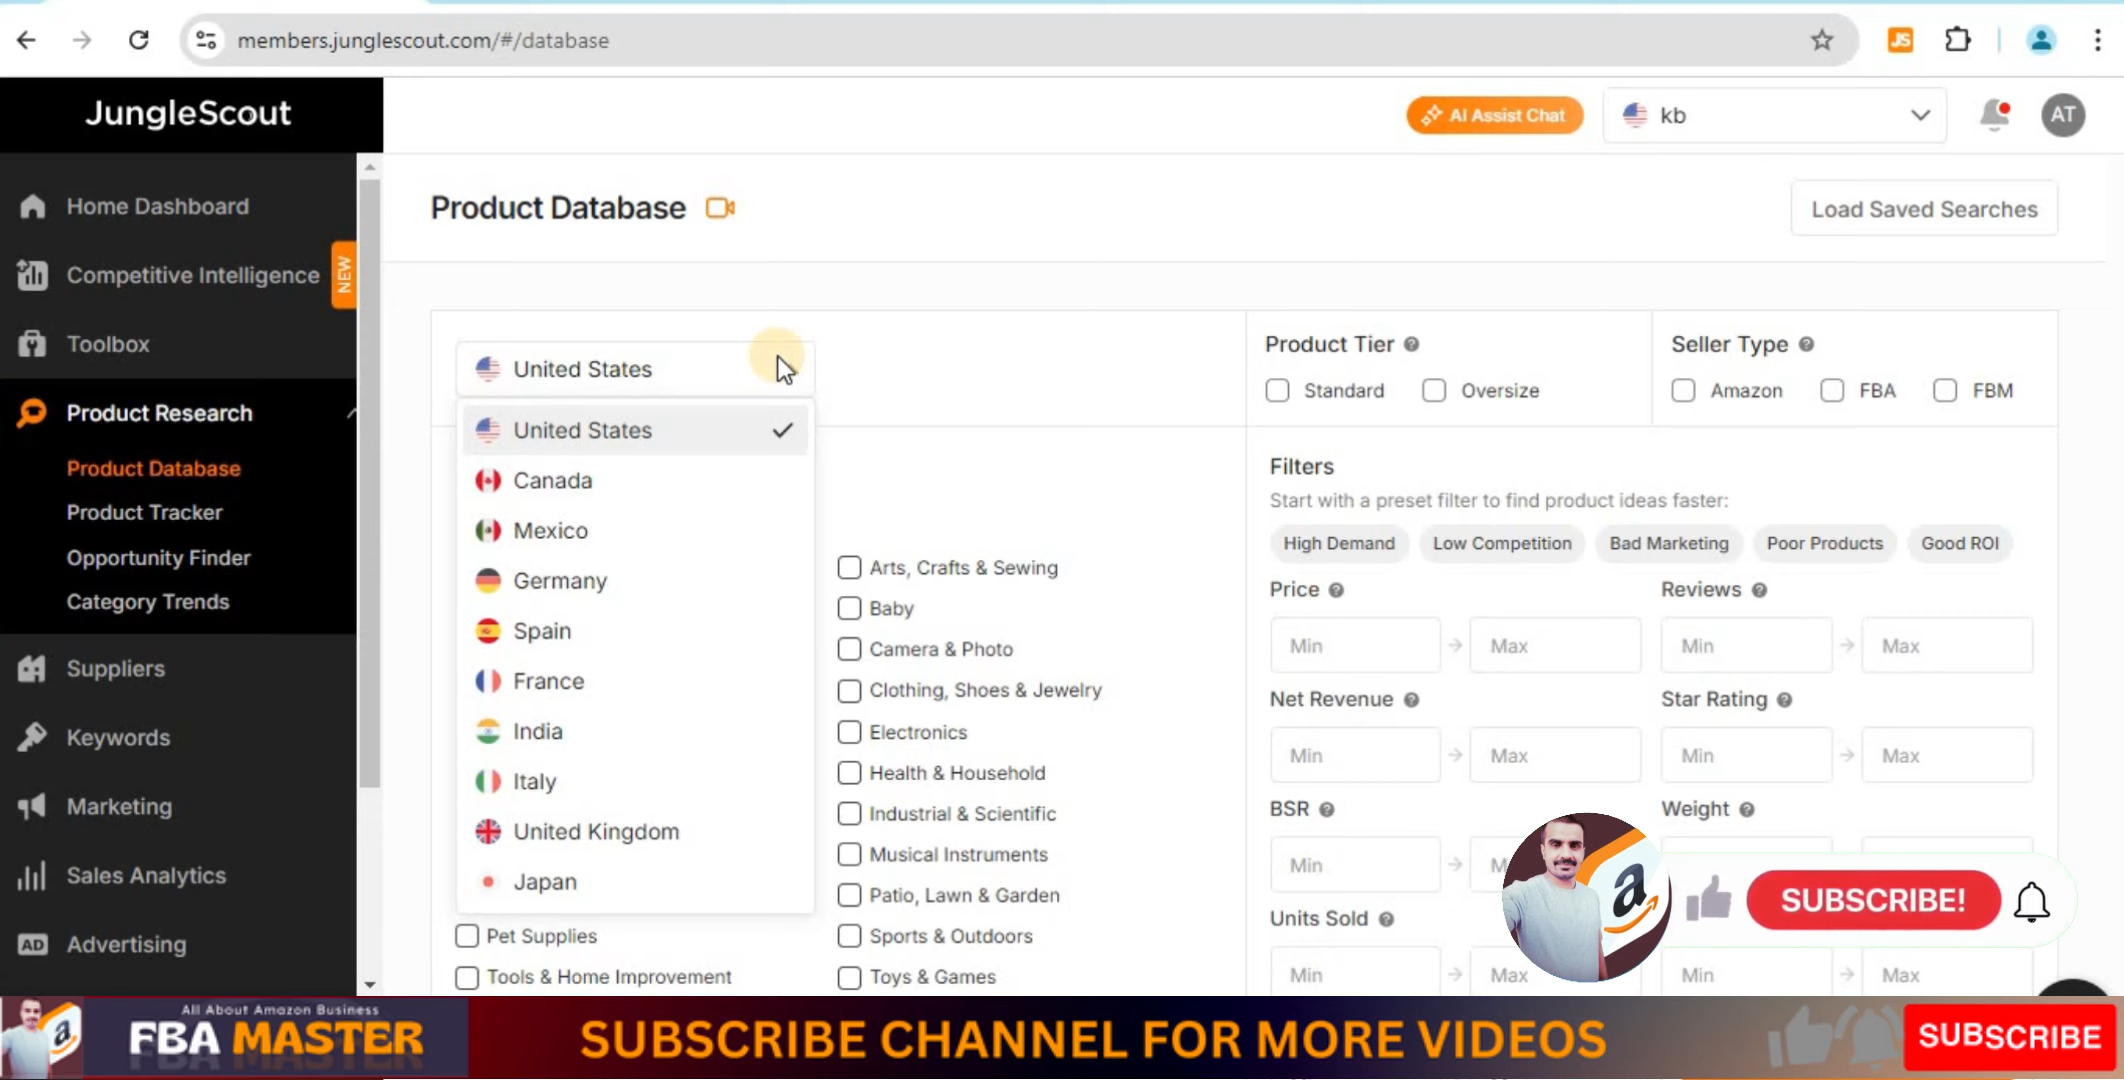 members.junglescout.com/#/database
JS
JungleScout
AI Assist Chat
kb
AT
Home Dashboard
Competitive Intelligence
NEW
Toolbox
Product Research
Product Database
Product Tracker
Opportunity Finder
Category Trends
Suppliers
Keywords
Marketing
Sales Analytics
AD Advertising
Product Database
Load Saved Searches
United States
United States
Canada
Mexico
Germany
Spain
France
India
Italy
United Kingdom
Japan
Pet Supplies
Tools & Home Improvement
Arts, Crafts & Sewing
Baby
Camera & Photo
Clothing, Shoes & Jewelry
Electronics
Health & Household
Industrial & Scientific
Musical Instruments
Patio, Lawn & Garden
Sports & Outdoors
Toys & Games
Product Tier
Standard Oversize
Seller Type
Amazon FBA FBM
Filters
Start with a preset filter to find product ideas faster:
High Demand Low Competition Bad Marketing Poor Products Good ROI
Price Reviews
Min Max Min Max
Net Revenue Star Rating
Min Max Min Max
BSR Weight
Min
a
SUBSCRIBE!
Units Sold
Min Max Min Max
a
All About Amazon Business
FBA MASTER
SUBSCRIBE CHANNEL FOR MORE VIDEOS
SUBSCRIBE